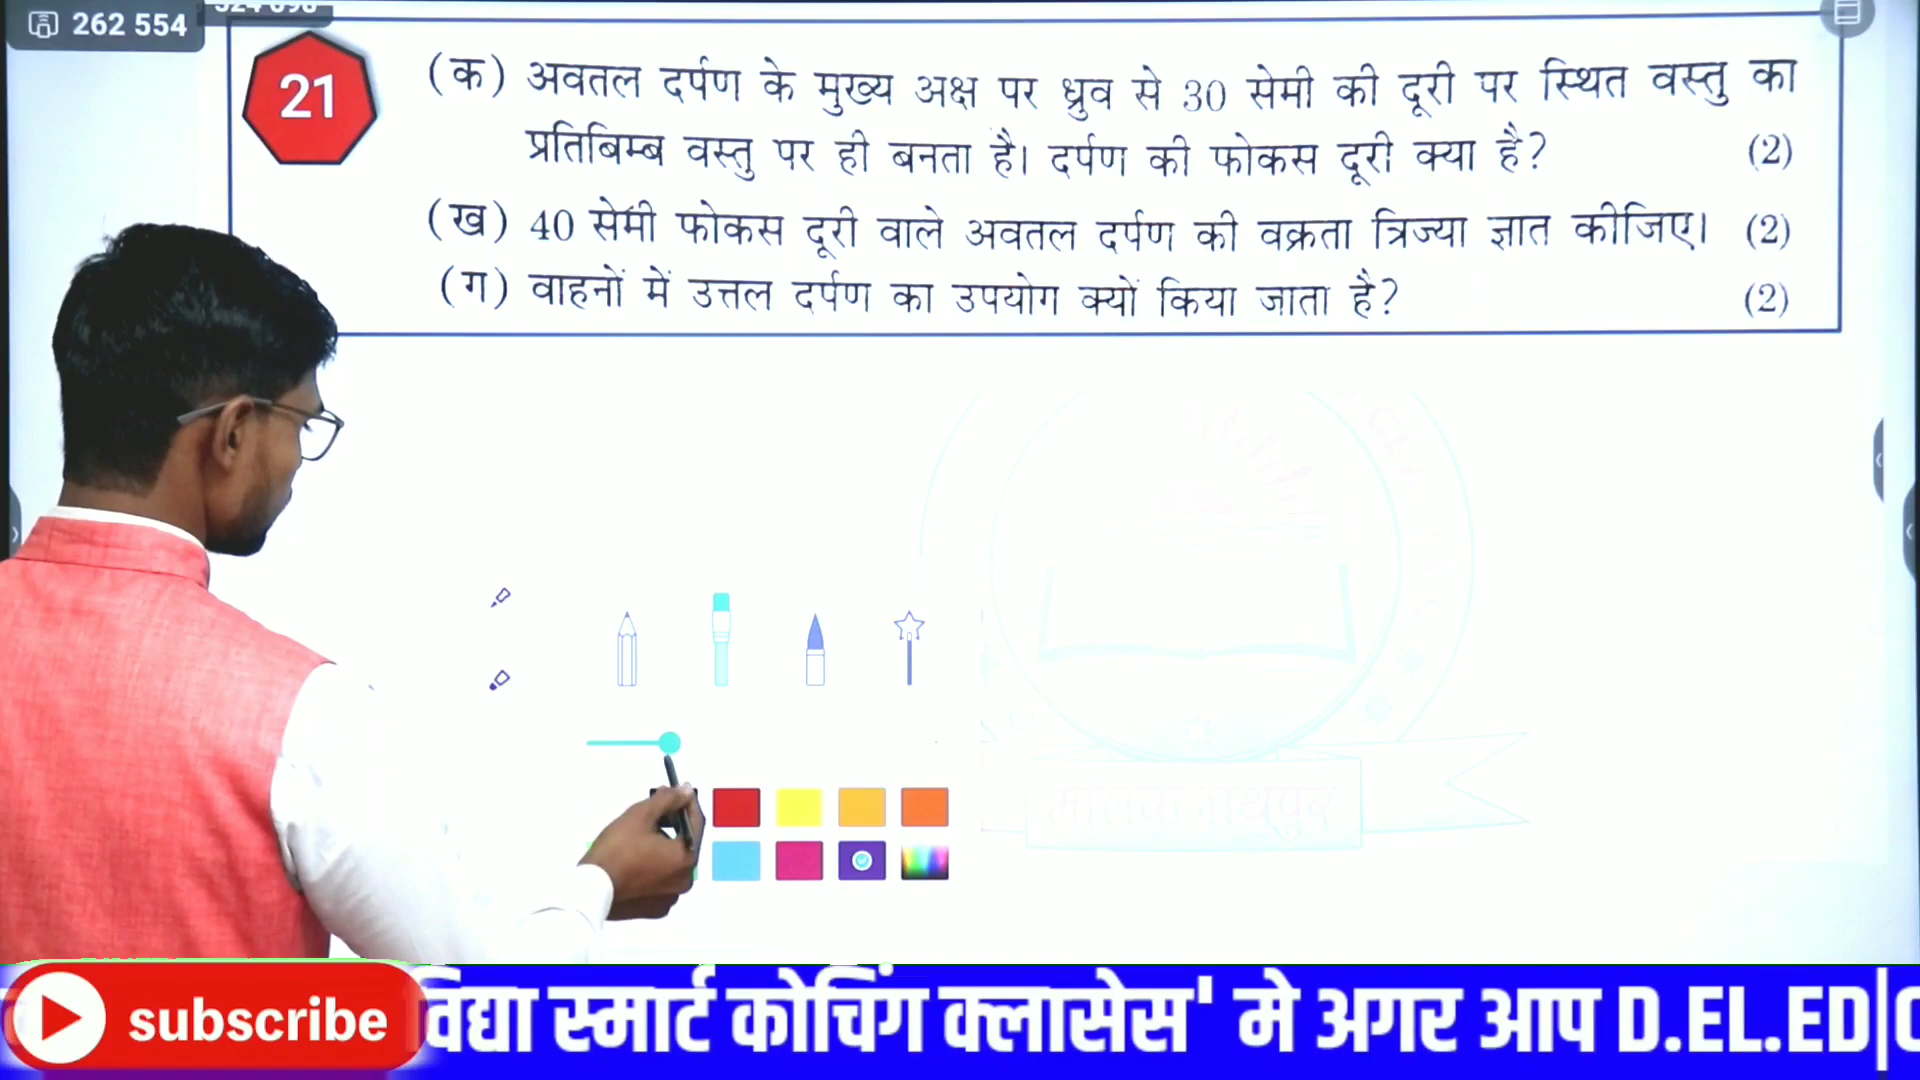 262 554
21
(क) अवतल दर्पण के मुख्य अक्ष पर ध्रुव से 30 सेमी की दूरी पर स्थित वस्तु का
प्रतिबिम्ब वस्तु पर ही बनता है। दर्पण की फोकस दूरी क्या है? (2)
(ख) 40 सेमी फोकस दूरी वाले अवतल दर्पण की वक्रता त्रिज्या ज्ञात कीजिए। (2)
(ग) वाहनों में उत्तल दर्पण का उपयोग क्यों किया जाता है? (2)
subscribe विद्या स्मार्ट कोचिंग क्लासेस' मे अगर आप D.EL.ED|